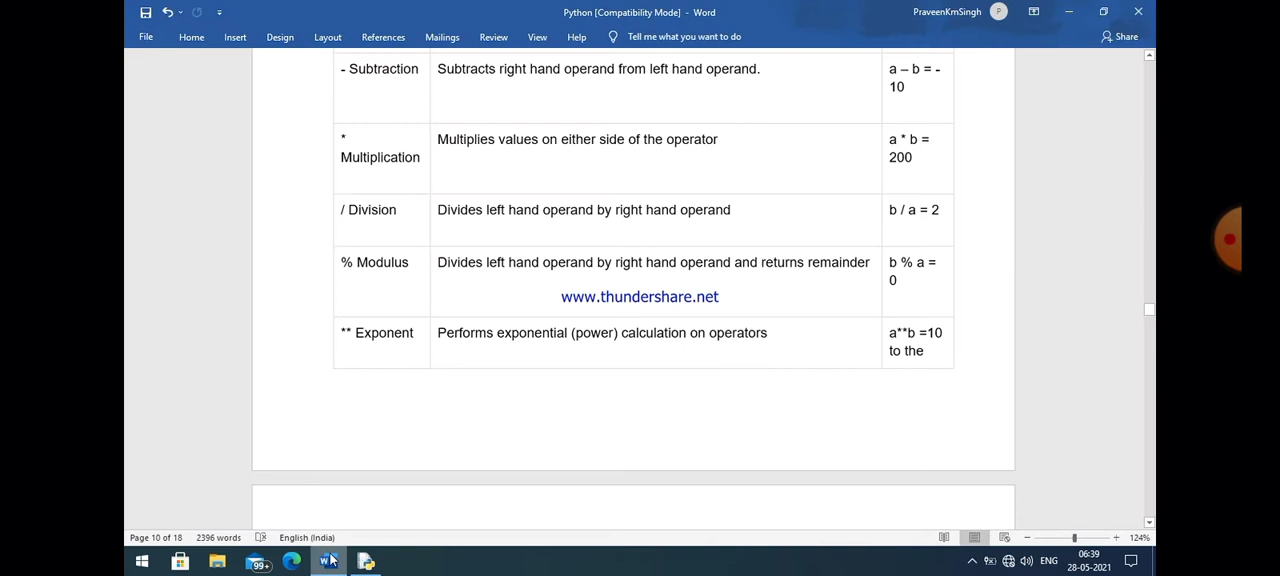 Python [Compatibility Mode] - Word
PraveenKmSingh
P
File Home Insert Design Layout References Mailings Review View Help Tell me what you want to do
Share
- Subtraction
Subtracts right hand operand from left hand operand.
a – b = -
10
*
Multiplication
Multiplies values on either side of the operator
a * b =
200
/ Division
Divides left hand operand by right hand operand
b / a = 2
% Modulus
Divides left hand operand by right hand operand and returns remainder
b % a =
0
www.thundershare.net
** Exponent
Performs exponential (power) calculation on operators
a**b =10
to the
Page 10 of 18 2396 words English (India)
124%
99+
ENG
06:39
28-05-2021